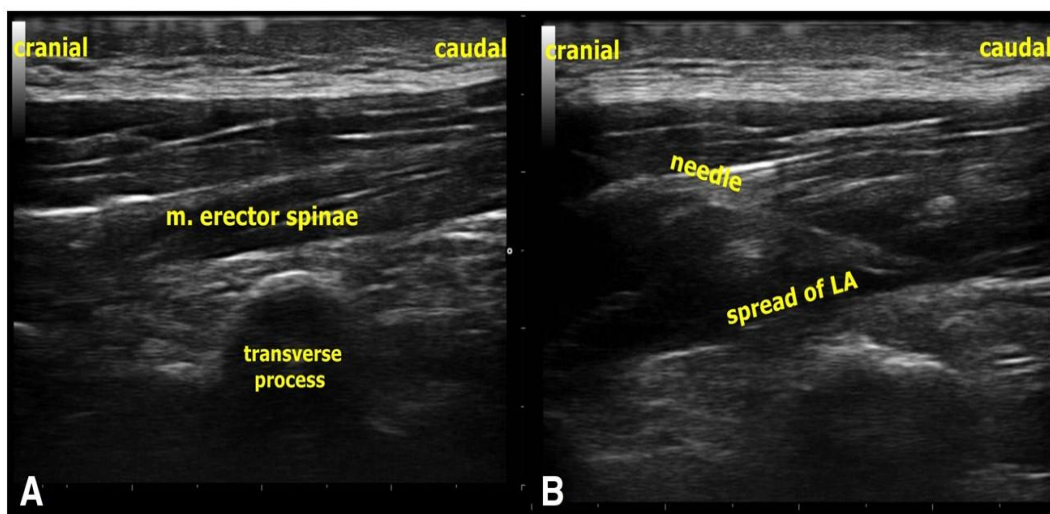 cranial
caudal
m. erector spinae
transverse
process
A
cranial
caudal
needle
spread of LA
B